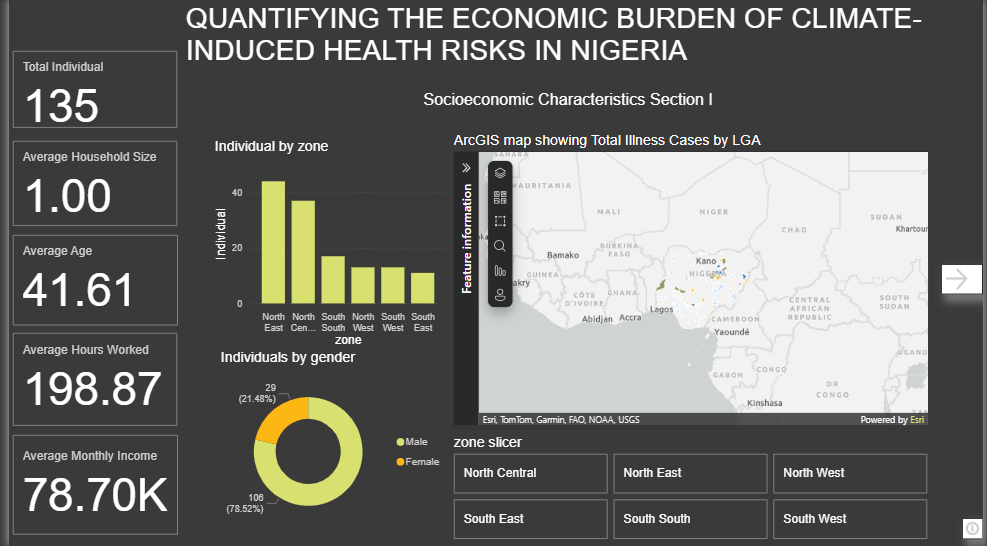 QUANTIFYING THE ECONOMIC BURDEN OF CLIMATE-
INDUCED HEALTH RISKS IN NIGERIA
Socioeconomic Characteristics Section I
Total Individual
135
Average Household Size
1.00
Average Age
41.61
Average Hours Worked
198.87
Average Monthly Income
78.70K
Individual by zone
Individual
40
20
0
North East
North Cen...
South South
North West
South West
South East
zone
Individuals by gender
29
(21.48%)
106
(78.52%)
Male
Female
ArcGIS map showing Total Illness Cases by LGA
Feature information
SAHARA
MAURITANIA
MALI
NIGER
CHAD
SUDAN
Khartour
Bamako
BURKINA
FASO
Kano
NIGERIA
GUINEA
akry
CÔTE
D'IVOIRE
GHANA
Lagos
Abidjan
Accra
CENTRAL
AFRICAN
REPUBLIC
SOUTH
SUDAN
CAMEROON
Yaoundé
UGAND
GABON
CONGO
DR
CONGO
Kinshasa
Esri, TomTom, Garmin, FAO, NOAA, USGS
Powered by Esri
zone slicer
North Central
North East
North West
South East
South South
South West